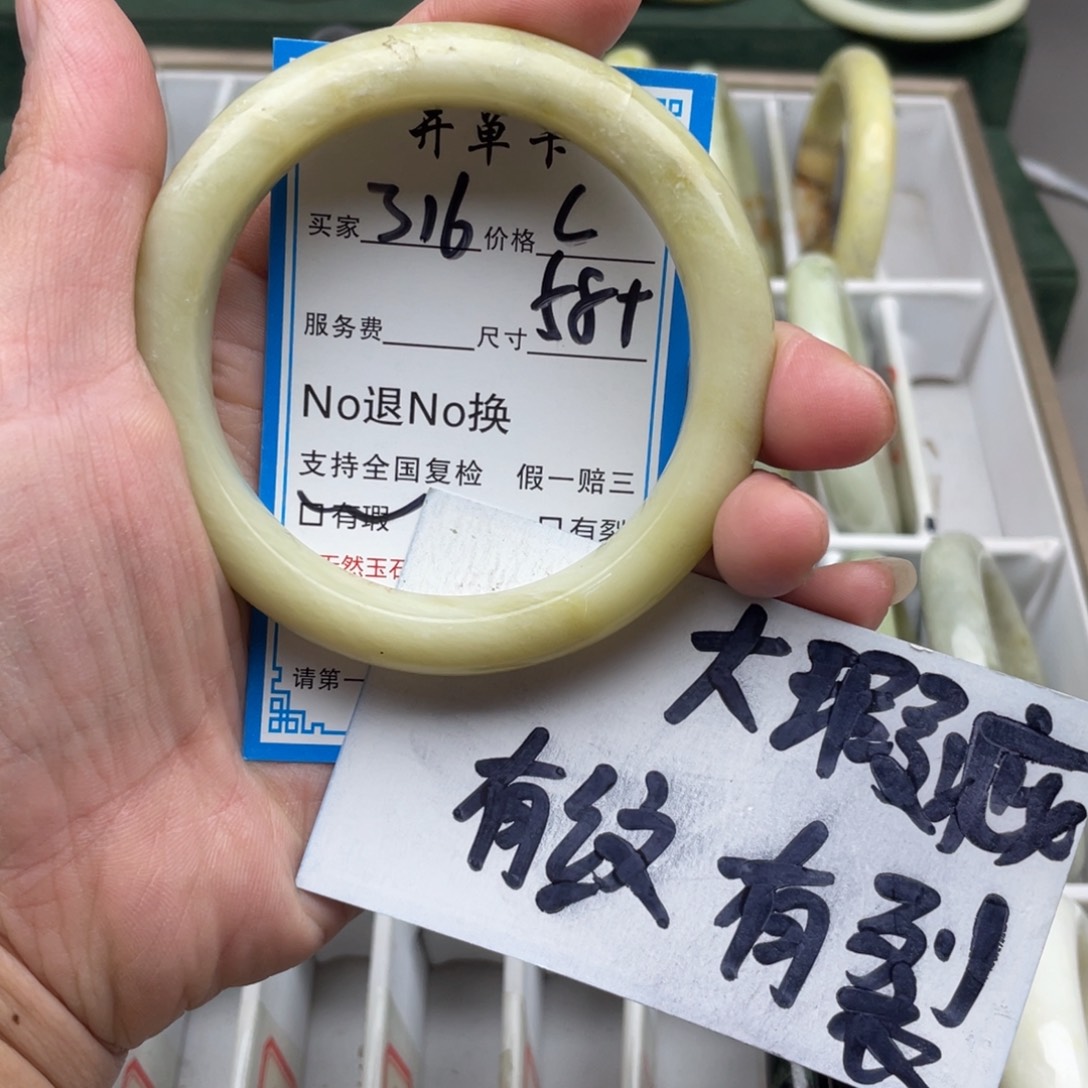 开单卡
买家 316 价格 L
服务费 尺寸 58+
No退No换
支持全国复检 假一赔三
□有瑕 □有裂
天然玉石
请第一
大瑕疵
有纹 有裂